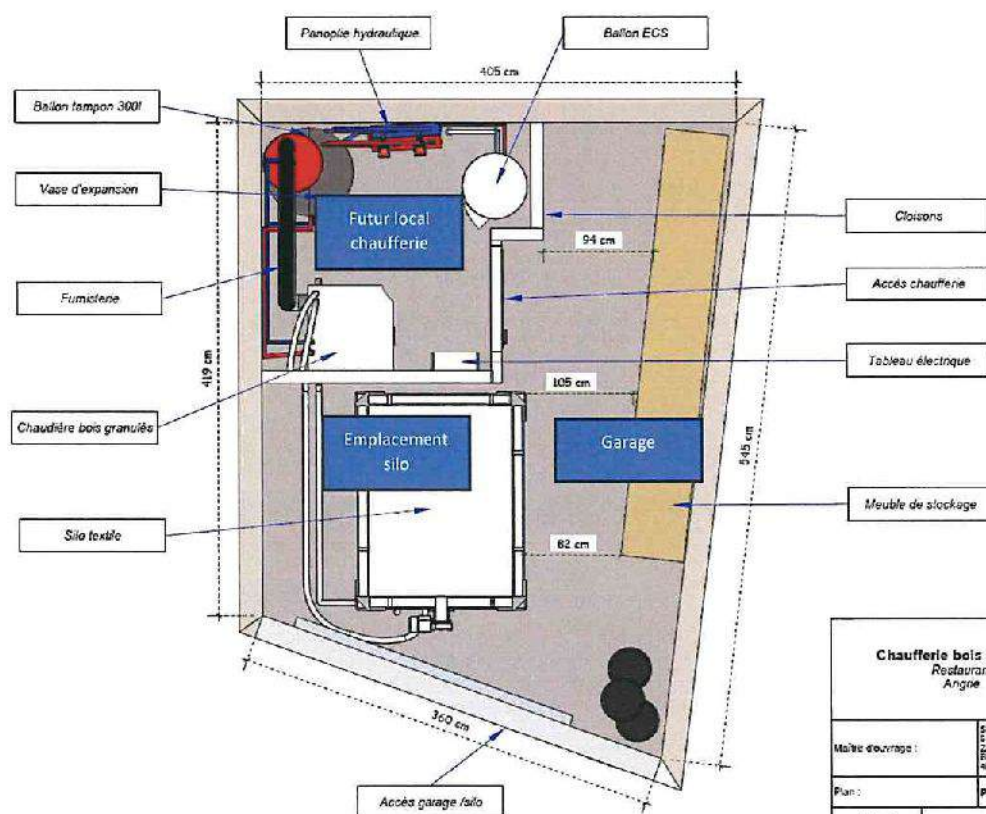 Panoplie hydraulique
Ballon ECS
405 cm
Ballon tampon 300l
Vase d'expansion
Futur local
chaufferie
Cloisons
94 cm
Fumisterie
Accès chaufferie
419 cm
Tableau électrique
105 cm
Chaudière bois granulés
Emplacement
silo
Garage
545 cm
Meuble de stockage
Silo textile
82 cm
360 cm
Accès garage /silo
Chaufferie bois
Restauran
Angrie
Maître d'ouvrage :
Plan :
P